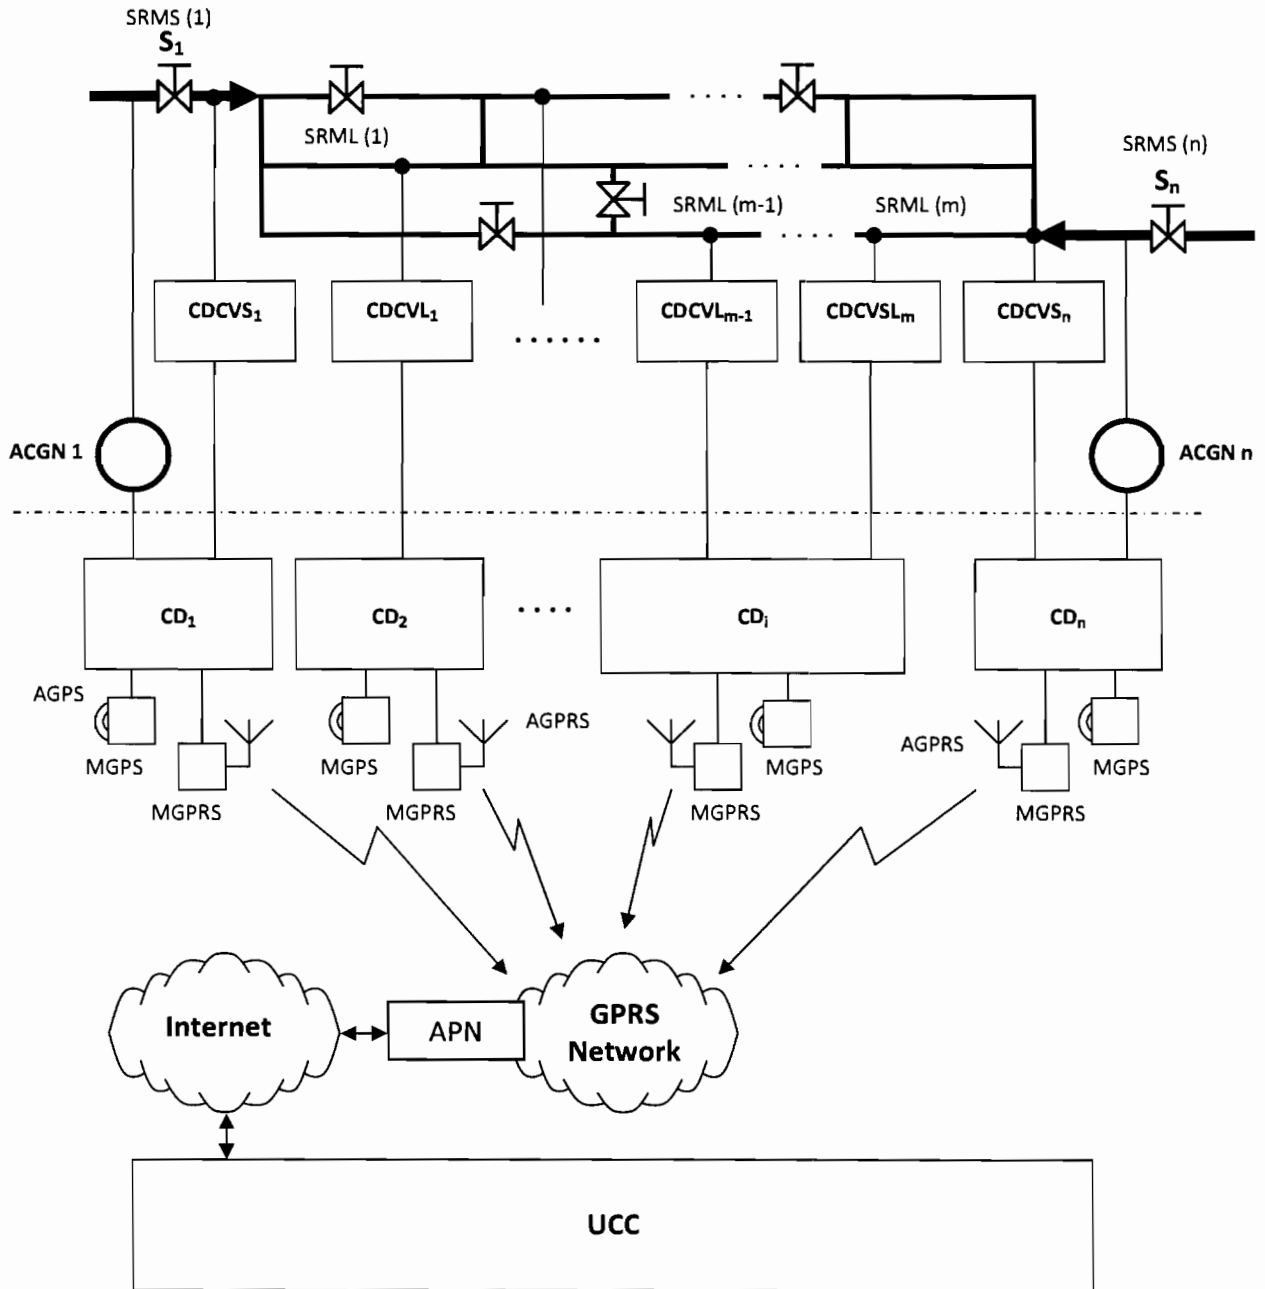 SRMS (1)
S₁
SRML (1)
SRMS (n)
Sₙ
SRML (m-1)
SRML (m)
CDCVS₁
CDCVL₁
CDCVLₘ₋₁
CDCVSLₘ
CDCVSₙ
ACGN 1
ACGN n
CD₁
CD₂
CDᵢ
CDₙ
AGPS
MGPS
MGPRS
MGPS
AGPRS
MGPRS
MGPS
MGPRS
AGPRS
MGPS
MGPRS
Internet
APN
GPRS
Network
UCC